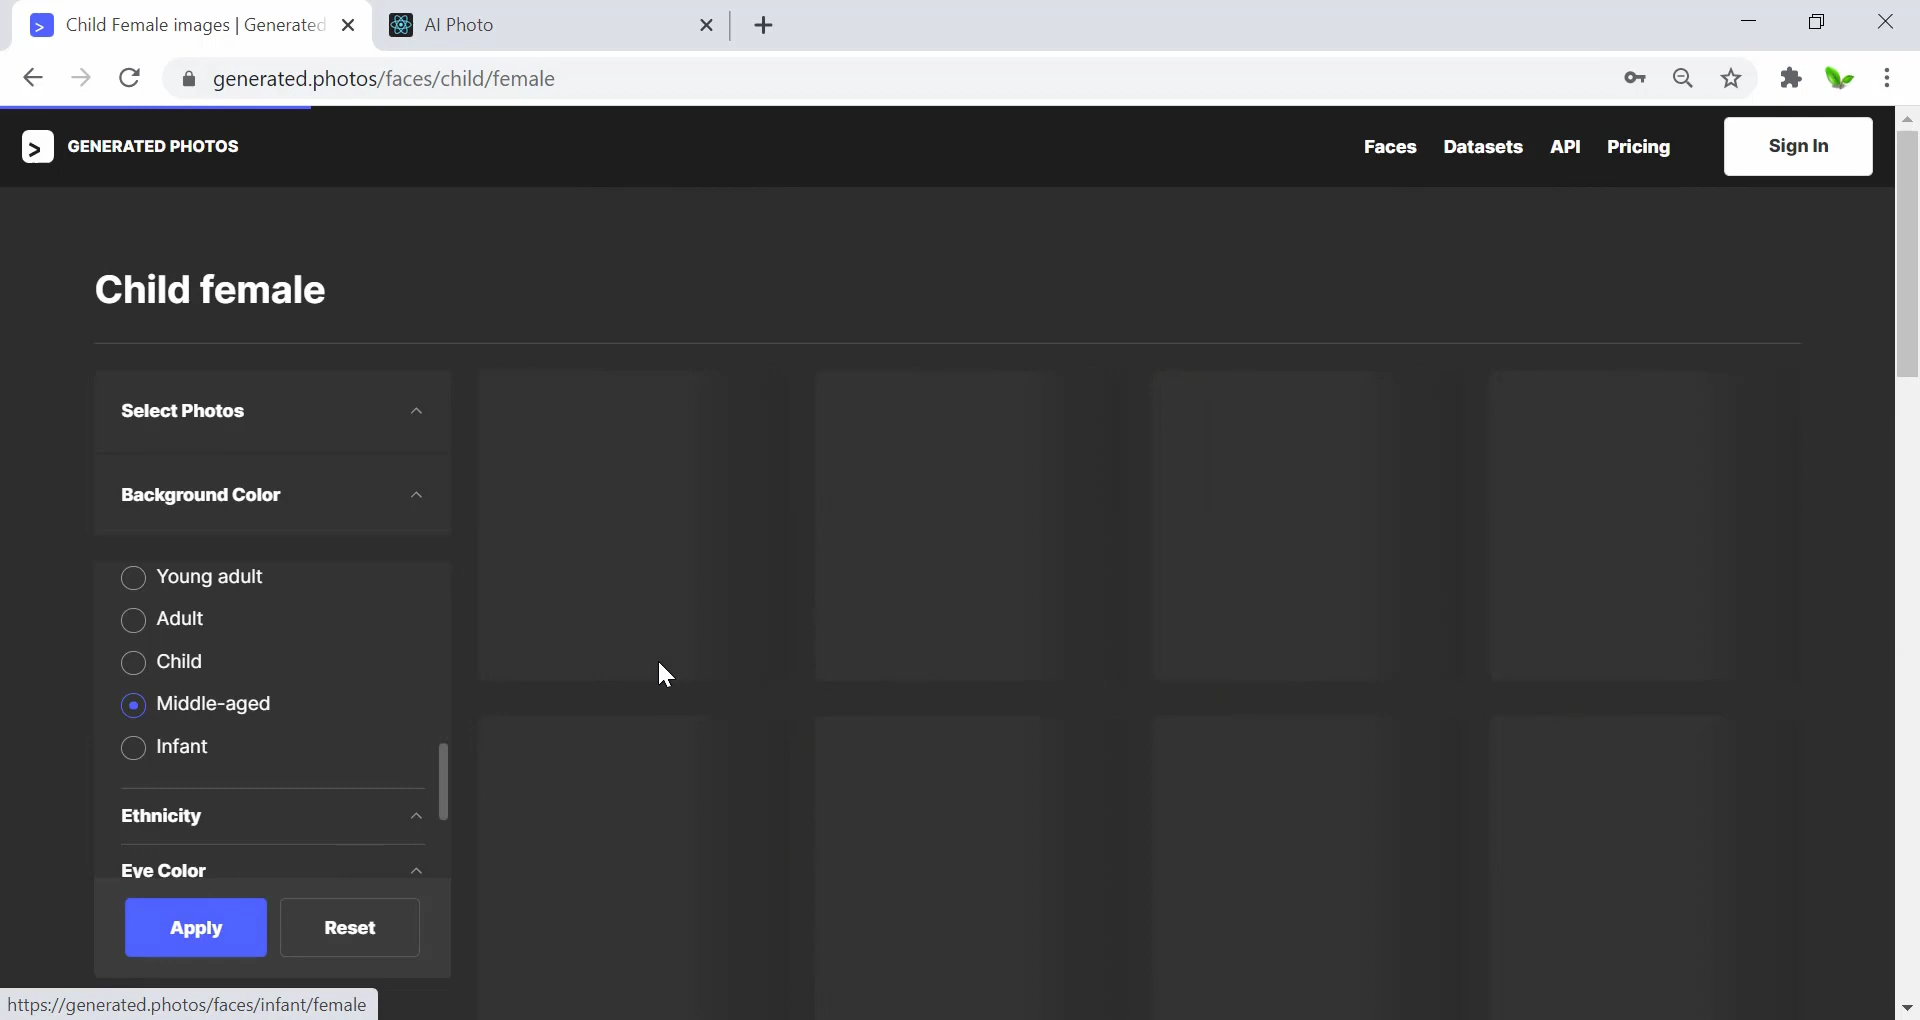 Child Female images | Generated
AI Photo
generated.photos/faces/child/female
GENERATED PHOTOS
Faces
Datasets
API
Pricing
Sign In
Child female
Select Photos
Background Color
Young adult
Adult
Child
Middle-aged
Infant
Ethnicity
Eye Color
Apply
Reset
https://generated.photos/faces/infant/female